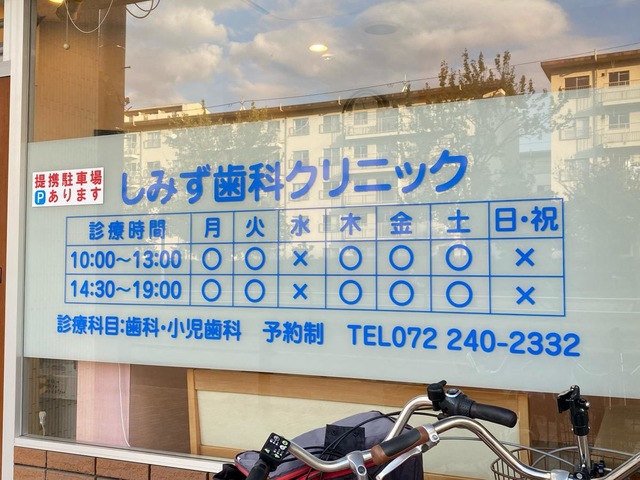 提携駐車場
Pあります
しみず歯科クリニック
診療時間 月 火 水 木 金 土 日・祝
10:00～13:00 ○ ○ × ○ ○ ○ ×
14:30～19:00 ○ ○ × ○ ○ ○ ×
診療科目:歯科・小児歯科 予約制 TEL072 240-2332